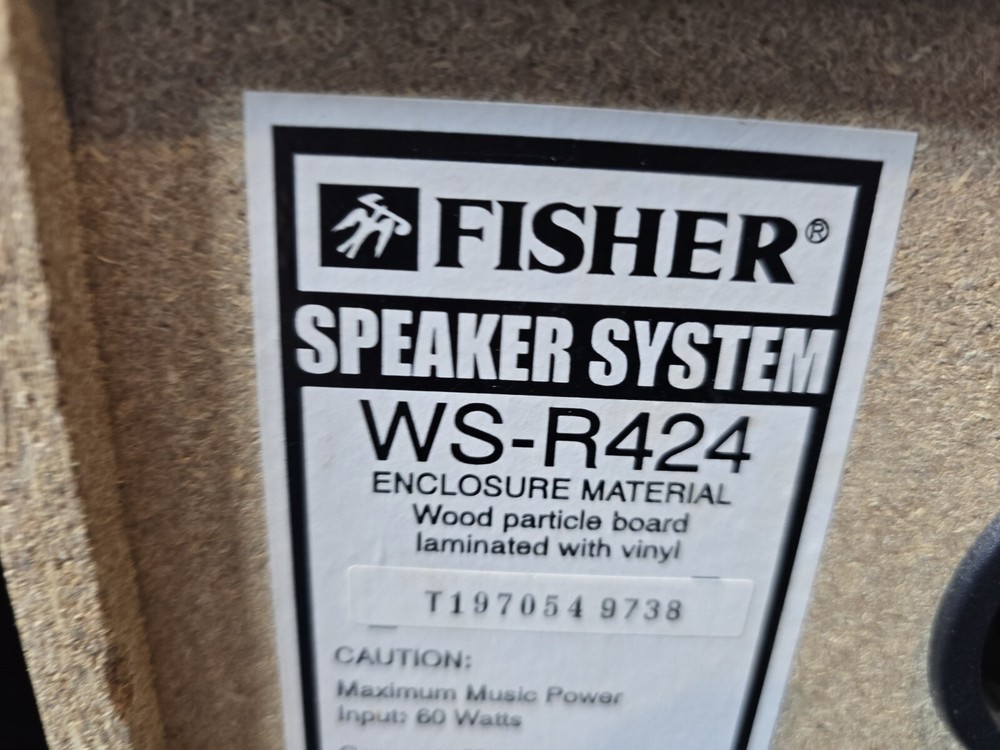 FISHER®
SPEAKER SYSTEM
WS-R424
ENCLOSURE MATERIAL
Wood particle board
laminated with vinyl
T197054 9738
CAUTION:
Maximum Music Power
Input: 60 Watts